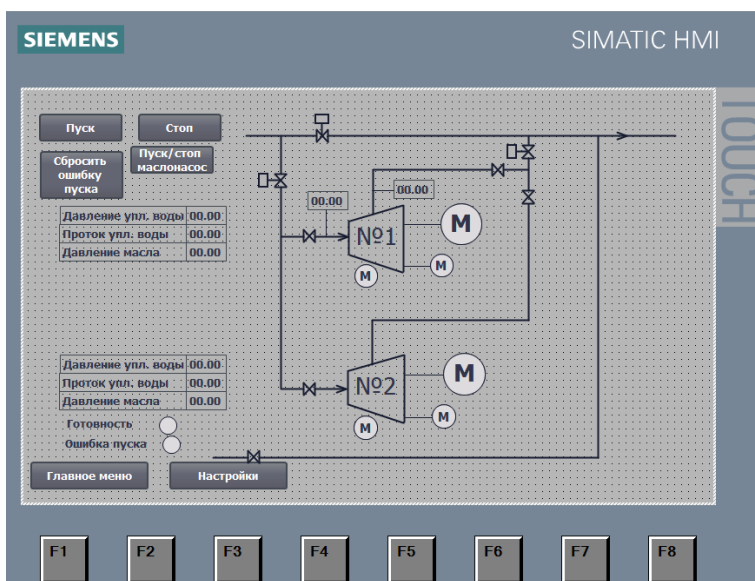 SIEMENS
SIMATIC HMI
TOUCH
Пуск
Стоп
Сбросить
ошибку
пуска
Пуск/стоп
маслонасос
00.00
00.00
Давление упл. воды 00.00
Проток упл. воды 00.00
Давление масла 00.00
№1
M
M
M
Давление упл. воды 00.00
Проток упл. воды 00.00
Давление масла 00.00
№2
M
M
M
Готовность
Ошибка пуска
Главное меню
Настройки
F1
F2
F3
F4
F5
F6
F7
F8